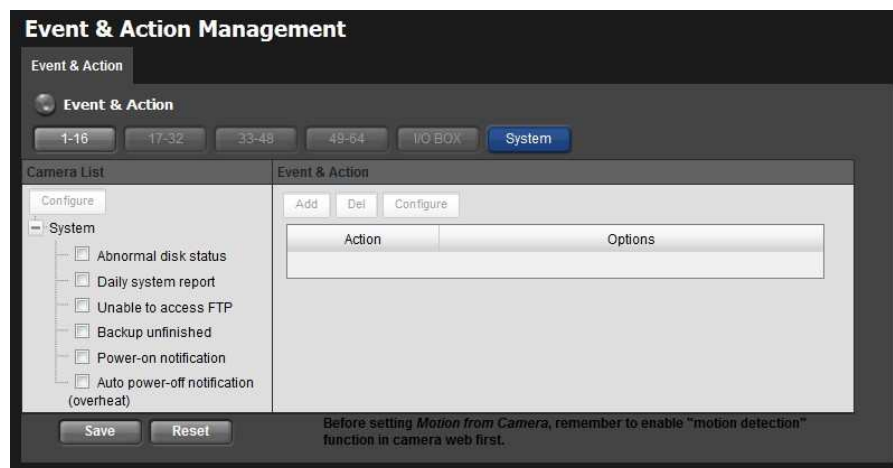 Event & Action Management
Event & Action
Event & Action
1-16 17-32 33-48 49-64 I/O BOX System
Camera List
Event & Action
Configure
System
Abnormal disk status
Daily system report
Unable to access FTP
Backup unfinished
Power-on notification
Auto power-off notification
(overheat)
Add Del Configure
Action Options
Save Reset
Before setting Motion from Camera, remember to enable "motion detection"
function in camera web first.